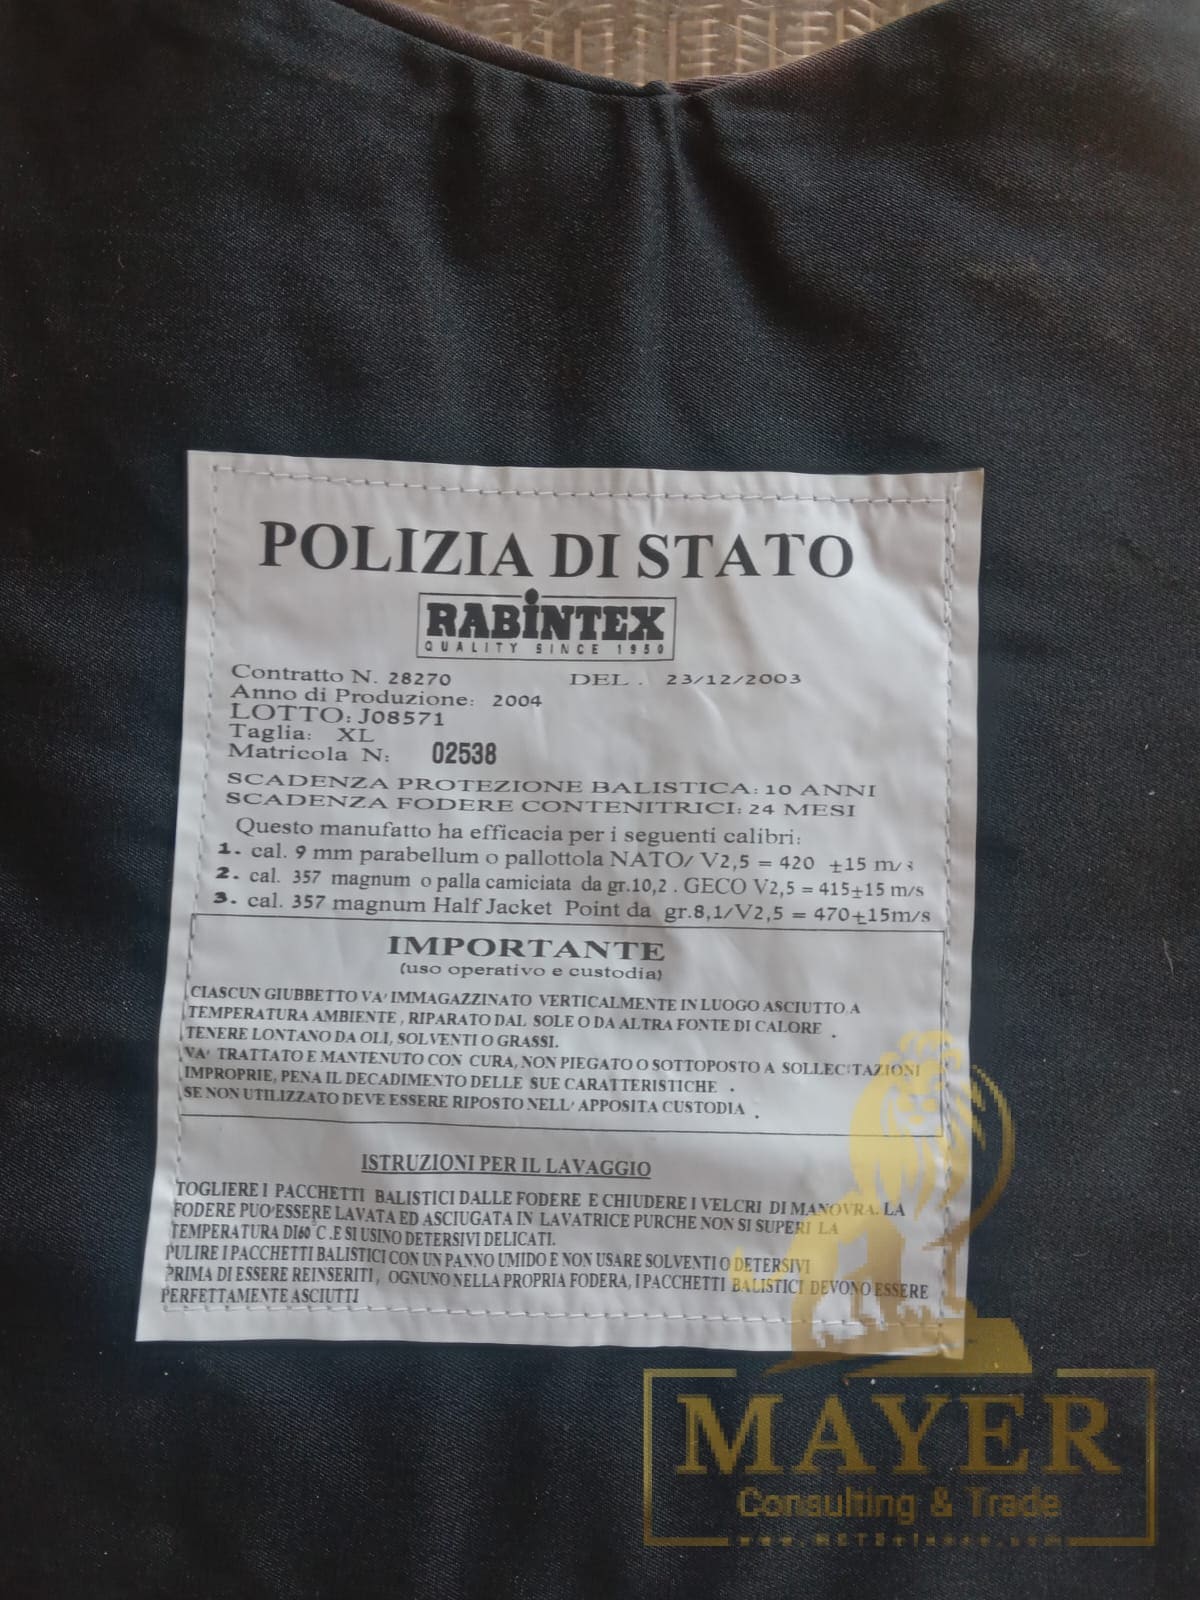 POLIZIA DI STATO
RABINTEX
QUALITY SINCE 1950
Contratto N. 28270 DEL . 23/12/2003
Anno di Produzione: 2004
LOTTO: J08571
Taglia: XL
Matricola N: 02538
SCADENZA PROTEZIONE BALISTICA: 10 ANNI
SCADENZA FODERE CONTENITRICI: 24 MESI
Questo manufatto ha efficacia per i seguenti calibri:
1. cal. 9 mm parabellum o pallottola NATO/ V2,5 = 420 ±15 m/s
2. cal. 357 magnum o palla camiciata da gr.10,2 . GECO V2,5 = 415±15 m/s
3. cal. 357 magnum Half Jacket Point da gr.8,1/V2,5 = 470±15m/s
IMPORTANTE
(uso operativo e custodia)
CIASCUN GIUBBETTO VA' IMMAGAZZINATO VERTICALMENTE IN LUOGO ASCIUTTO A
TEMPERATURA AMBIENTE , RIPARATO DAL SOLE O DA ALTRA FONTE DI CALORE .
TENERE LONTANO DA OLI, SOLVENTI O GRASSI.
VA' TRATTATO E MANTENUTO CON CURA, NON PIEGATO O SOTTOPOSTO A SOLLECITAZIONI
IMPROPRIE, PENA IL DECADIMENTO DELLE SUE CARATTERISTICHE .
SE NON UTILIZZATO DEVE ESSERE RIPOSTO NELL' APPOSITA CUSTODIA .
ISTRUZIONI PER IL LAVAGGIO
TOGLIERE I PACCHETTI BALISTICI DALLE FODERE E CHIUDERE I VELCRI DI MANOVRA. LA
FODERE PUO'ESSERE LAVATA ED ASCIUGATA IN LAVATRICE PURCHE NON SI SUPERI LA
TEMPERATURA DI60°C .E SI USINO DETERSIVI DELICATI.
PULIRE I PACCHETTI BALISTICI CON UN PANNO UMIDO E NON USARE SOLVENTI O DETERSIVI
PRIMA DI ESSERE REINSERITI , OGNUNO NELLA PROPRIA FODERA, I PACCHETTI BALISTICI DEVONO ESSERE
PERFETTAMENTE ASCIUTTI
MAYER
Consulting & Trade